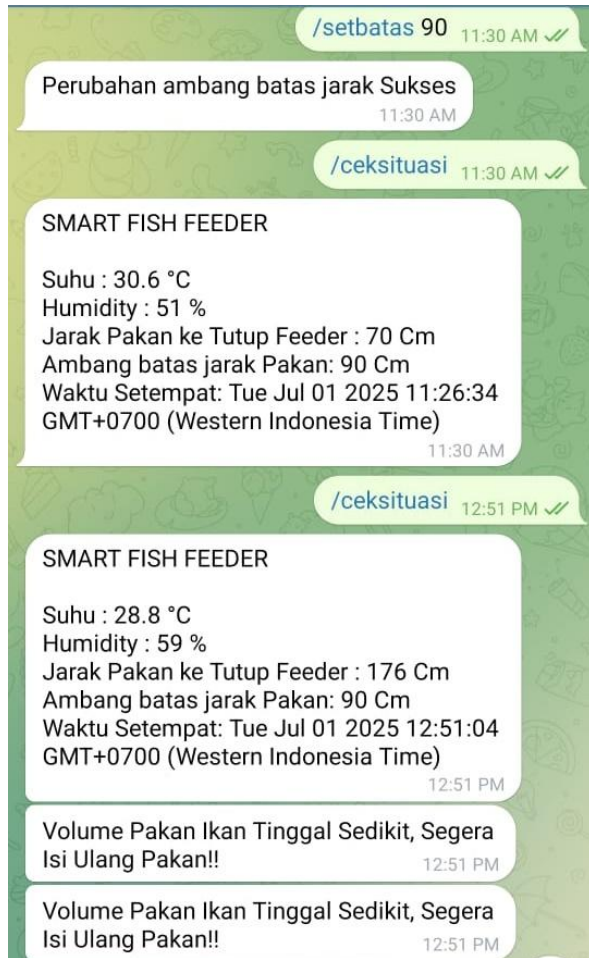 /setbatas 90 11:30 AM
Perubahan ambang batas jarak Sukses
11:30 AM
/ceksituasi 11:30 AM
SMART FISH FEEDER
Suhu : 30.6 °C
Humidity : 51 %
Jarak Pakan ke Tutup Feeder : 70 Cm
Ambang batas jarak Pakan: 90 Cm
Waktu Setempat: Tue Jul 01 2025 11:26:34
GMT+0700 (Western Indonesia Time)
11:30 AM
/ceksituasi 12:51 PM
SMART FISH FEEDER
Suhu : 28.8 °C
Humidity : 59 %
Jarak Pakan ke Tutup Feeder : 176 Cm
Ambang batas jarak Pakan: 90 Cm
Waktu Setempat: Tue Jul 01 2025 12:51:04
GMT+0700 (Western Indonesia Time)
12:51 PM
Volume Pakan Ikan Tinggal Sedikit, Segera
Isi Ulang Pakan!! 12:51 PM
Volume Pakan Ikan Tinggal Sedikit, Segera
Isi Ulang Pakan!! 12:51 PM